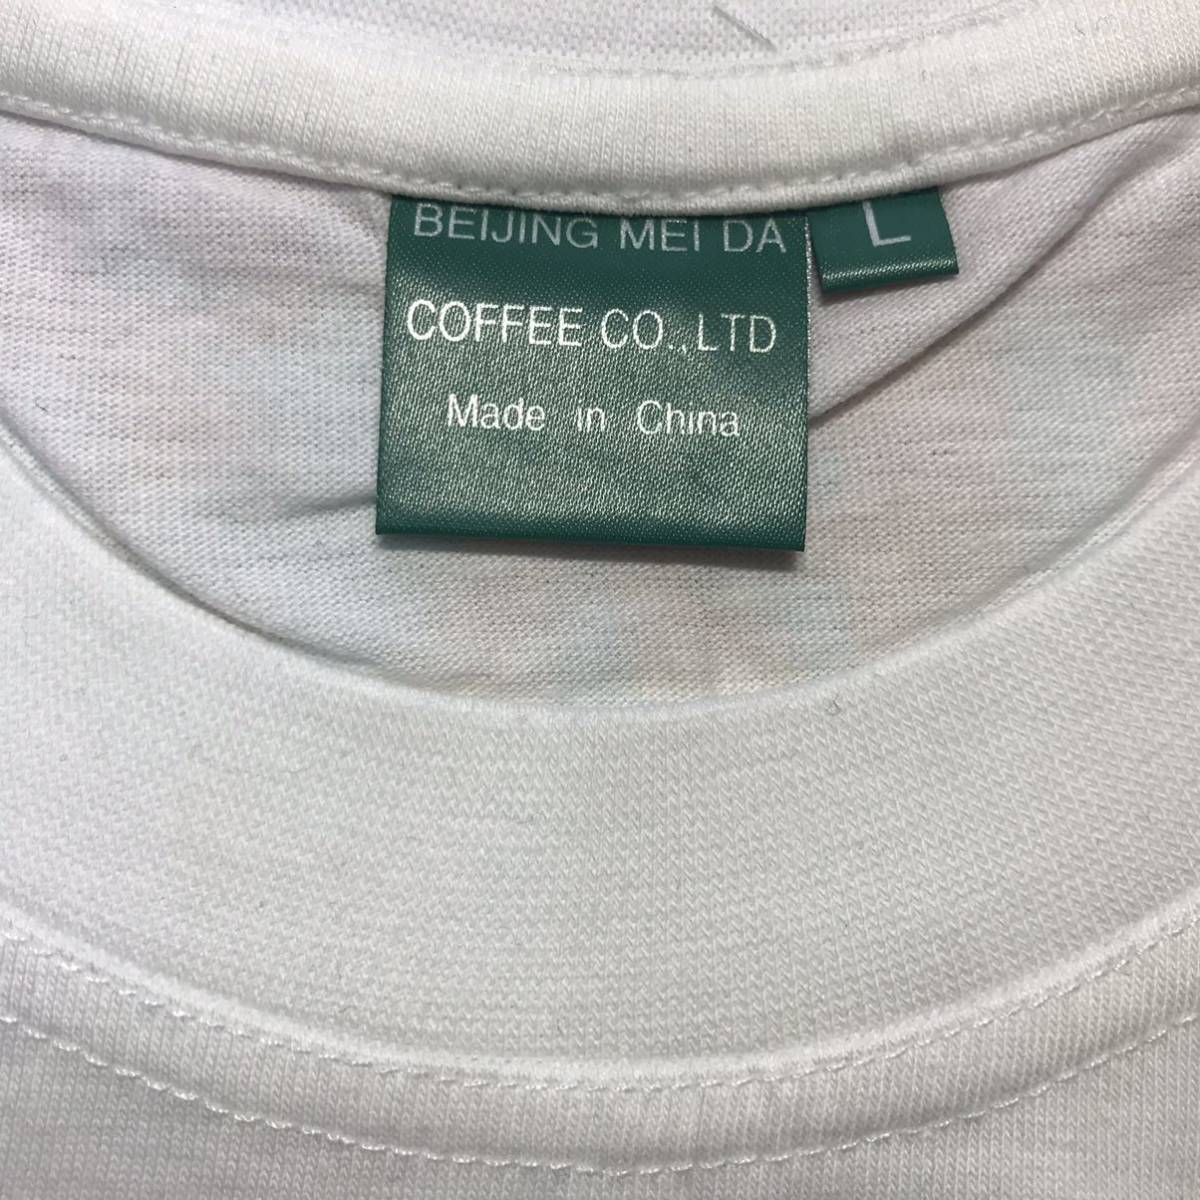 BEIJING MEI DA
L
COFFEE CO.,LTD
Made in China